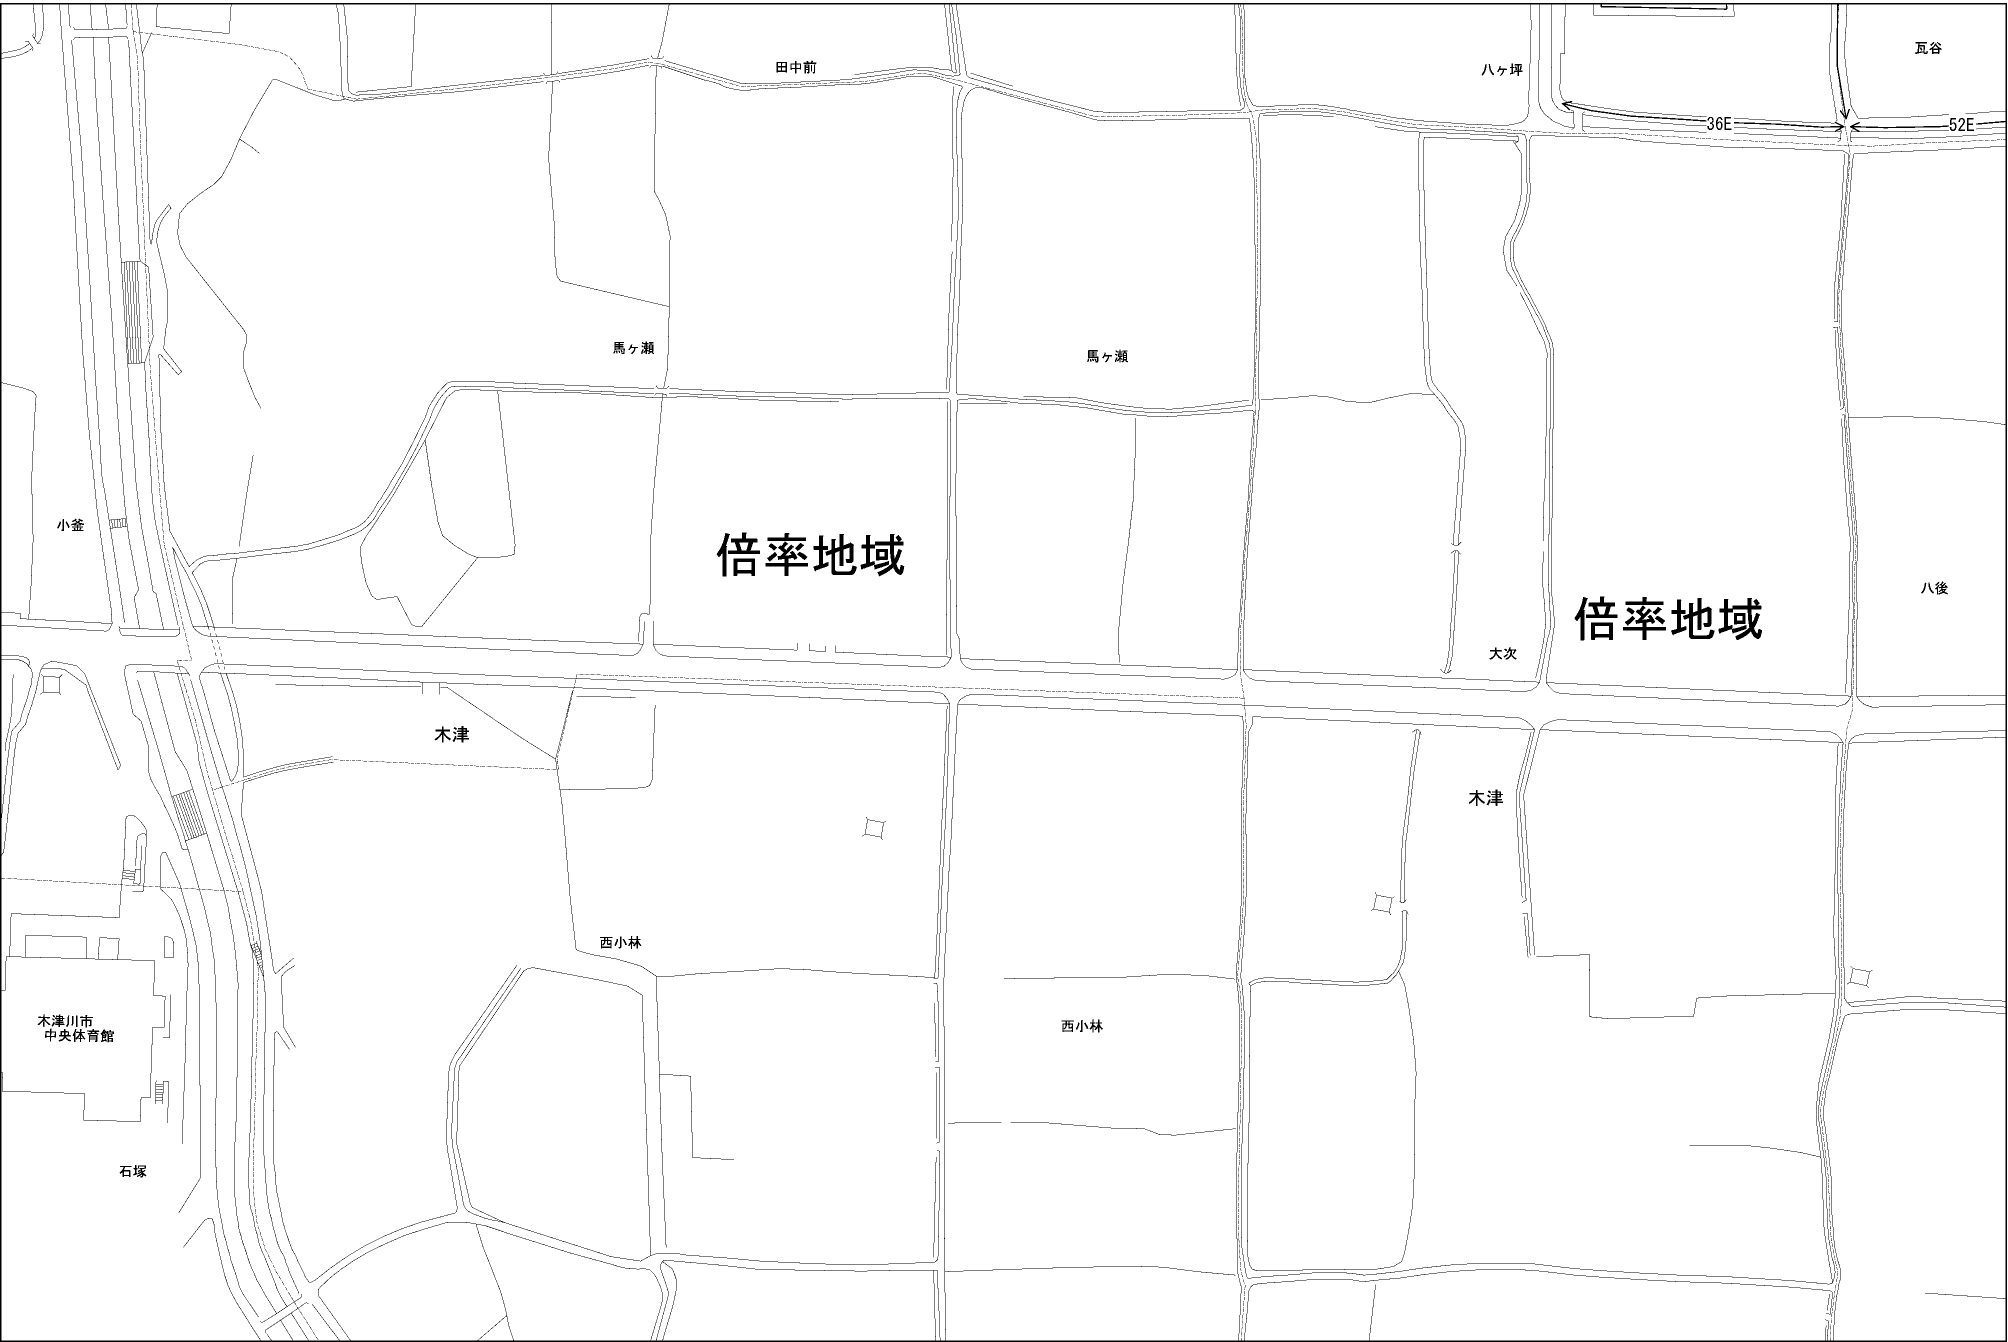 瓦谷
田中前
八ヶ坪
36E
52E
馬ヶ瀬
馬ヶ瀬
小釜
倍率地域
八後
倍率地域
大次
木津
木津
西小林
木津川市
中央体育館
西小林
石塚